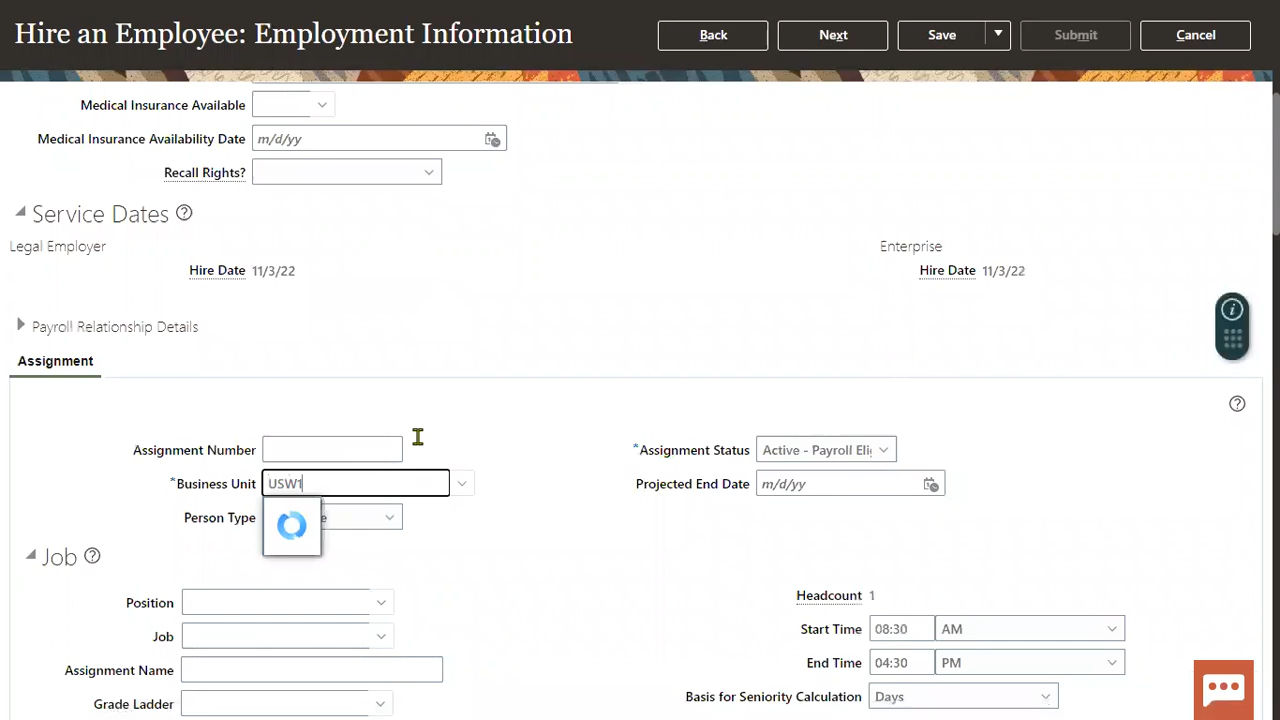 Hire an Employee: Employment Information
Back
Next
Save
Submit
Cancel
Medical Insurance Available
Medical Insurance Availability Date
m/d/yy
Recall Rights?
Service Dates
Legal Employer
Enterprise
Hire Date 11/3/22
Hire Date 11/3/22
Payroll Relationship Details
Assignment
Assignment Number
*Assignment Status
Active - Payroll Eli
*Business Unit
USW1
Projected End Date
m/d/yy
Person Type
Job
Position
Headcount 1
Start Time
08:30
AM
Job
End Time
04:30
PM
Assignment Name
Basis for Seniority Calculation
Days
Grade Ladder